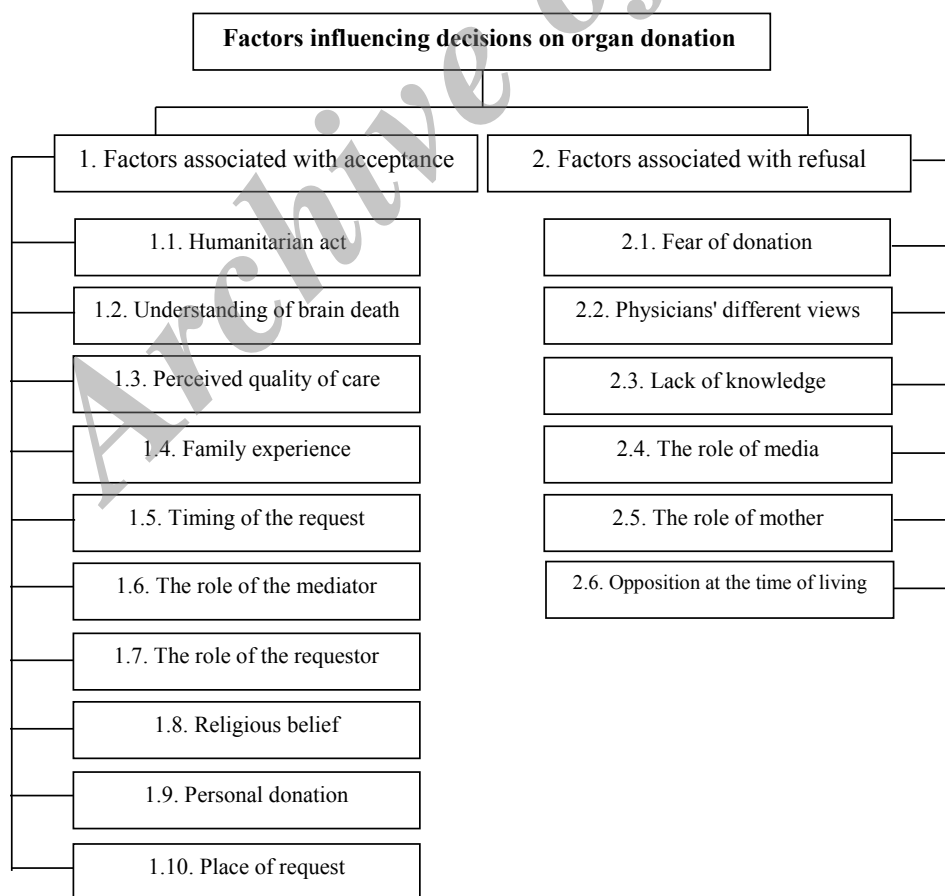 Factors influencing decisions on organ donation
1. Factors associated with acceptance
2. Factors associated with refusal
1.1. Humanitarian act
1.2. Understanding of brain death
1.3. Perceived quality of care
1.4. Family experience
1.5. Timing of the request
1.6. The role of the mediator
1.7. The role of the requestor
1.8. Religious belief
1.9. Personal donation
1.10. Place of request
2.1. Fear of donation
2.2. Physicians' different views
2.3. Lack of knowledge
2.4. The role of media
2.5. The role of mother
2.6. Opposition at the time of living
Archive of